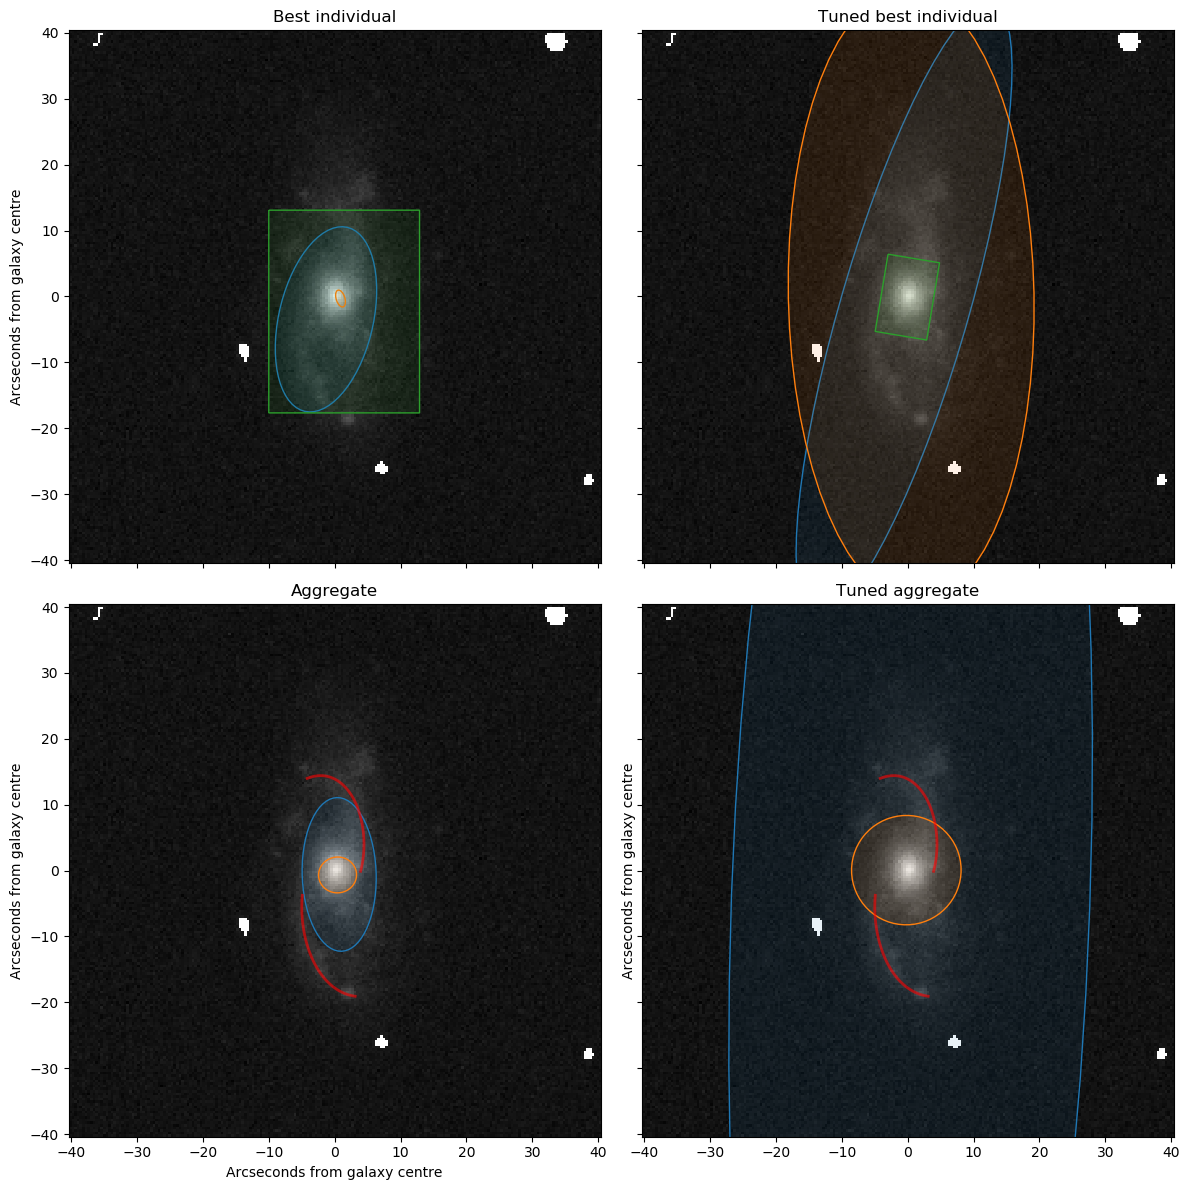 Best individual
Tuned best individual
40
30
20
10
0
−10
−20
−30
−40
Arcseconds from galaxy centre
Aggregate
Tuned aggregate
40
30
20
10
0
−10
−20
−30
−40
Arcseconds from galaxy centre
Arcseconds from galaxy centre
−40 −30 −20 −10 0 10 20 30 40
−40 −30 −20 −10 0 10 20 30 40
Arcseconds from galaxy centre